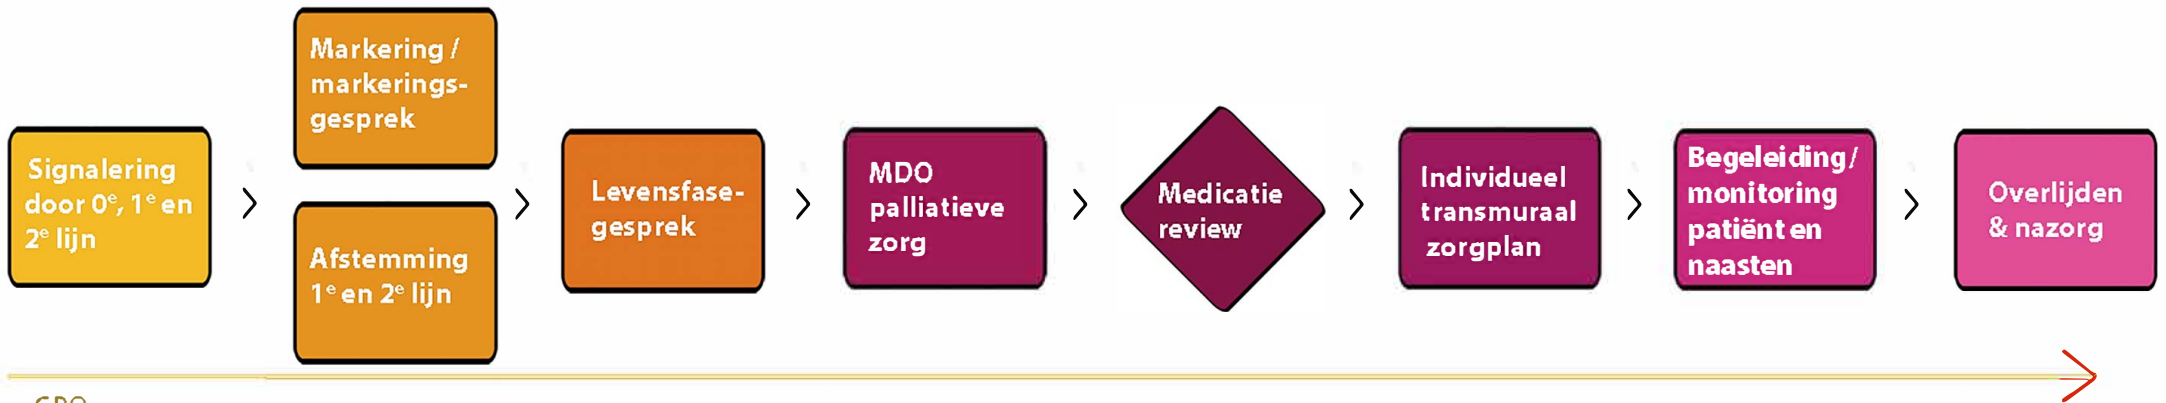 Signalering
door 0e, 1e en
2e lijn
Markering /
markerings-
gesprek
Afstemming
1e en 2e lijn
Levensfase-
gesprek
MDO
palliatieve
zorg
Medicatie
review
Individueel
transmuraal
zorgplan
Begeleiding /
monitoring
patiënt en
naasten
Overlijden
& nazorg